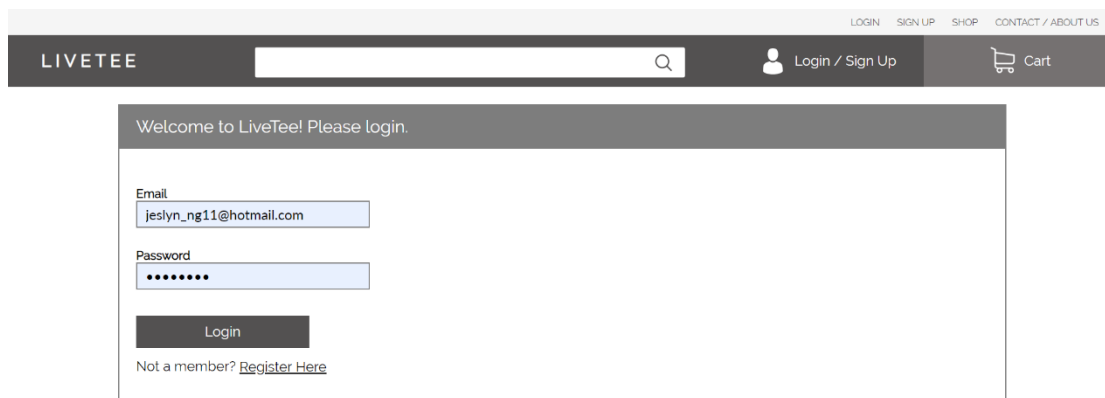 LOGIN SIGN UP SHOP CONTACT / ABOUT US
LIVETEE Login / Sign Up Cart
Welcome to LiveTee! Please login.
Email
jeslyn_ng11@hotmail.com
Password
••••••••
Login
Not a member? Register Here